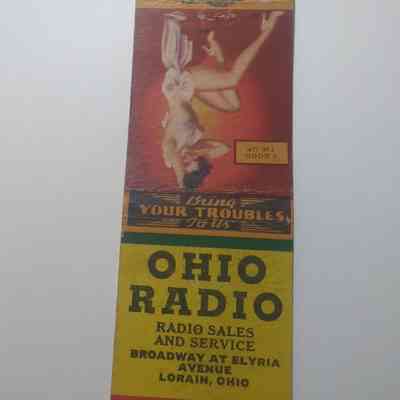 Bring
YOUR TROUBLES
To Us
OHIO
RADIO
RADIO SALES
AND SERVICE
BROADWAY AT ELYRIA
AVENUE
LORAIN, OHIO